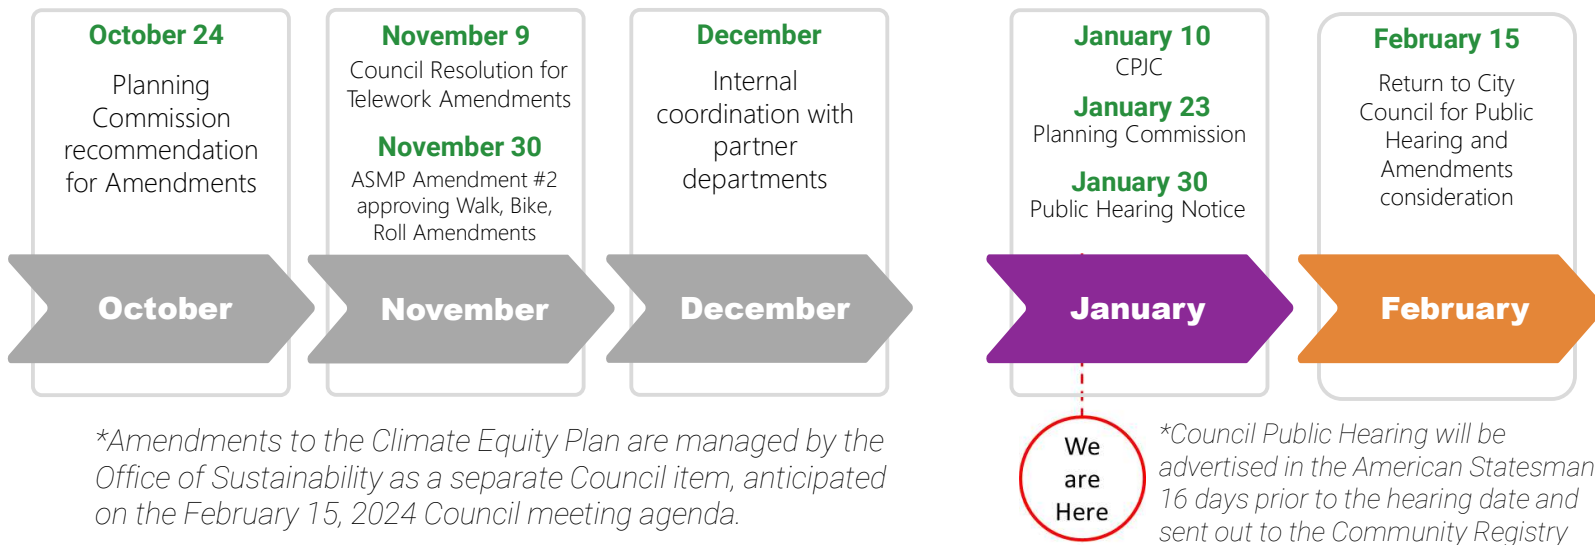 October 24
Planning
Commission
recommendation
for Amendments
November 9
Council Resolution for
Telework Amendments
November 30
ASMP Amendment #2
approving Walk, Bike,
Roll Amendments
December
Internal
coordination with
partner
departments
January 10
CPJC
January 23
Planning Commission
January 30
Public Hearing Notice
February 15
Return to City
Council for Public
Hearing and
Amendments
consideration
October
November
December
January
February
*Amendments to the Climate Equity Plan are managed by the
Office of Sustainability as a separate Council item, anticipated
on the February 15, 2024 Council meeting agenda.
We
are
Here
*Council Public Hearing will be
advertised in the American Statesman
16 days prior to the hearing date and
sent out to the Community Registry